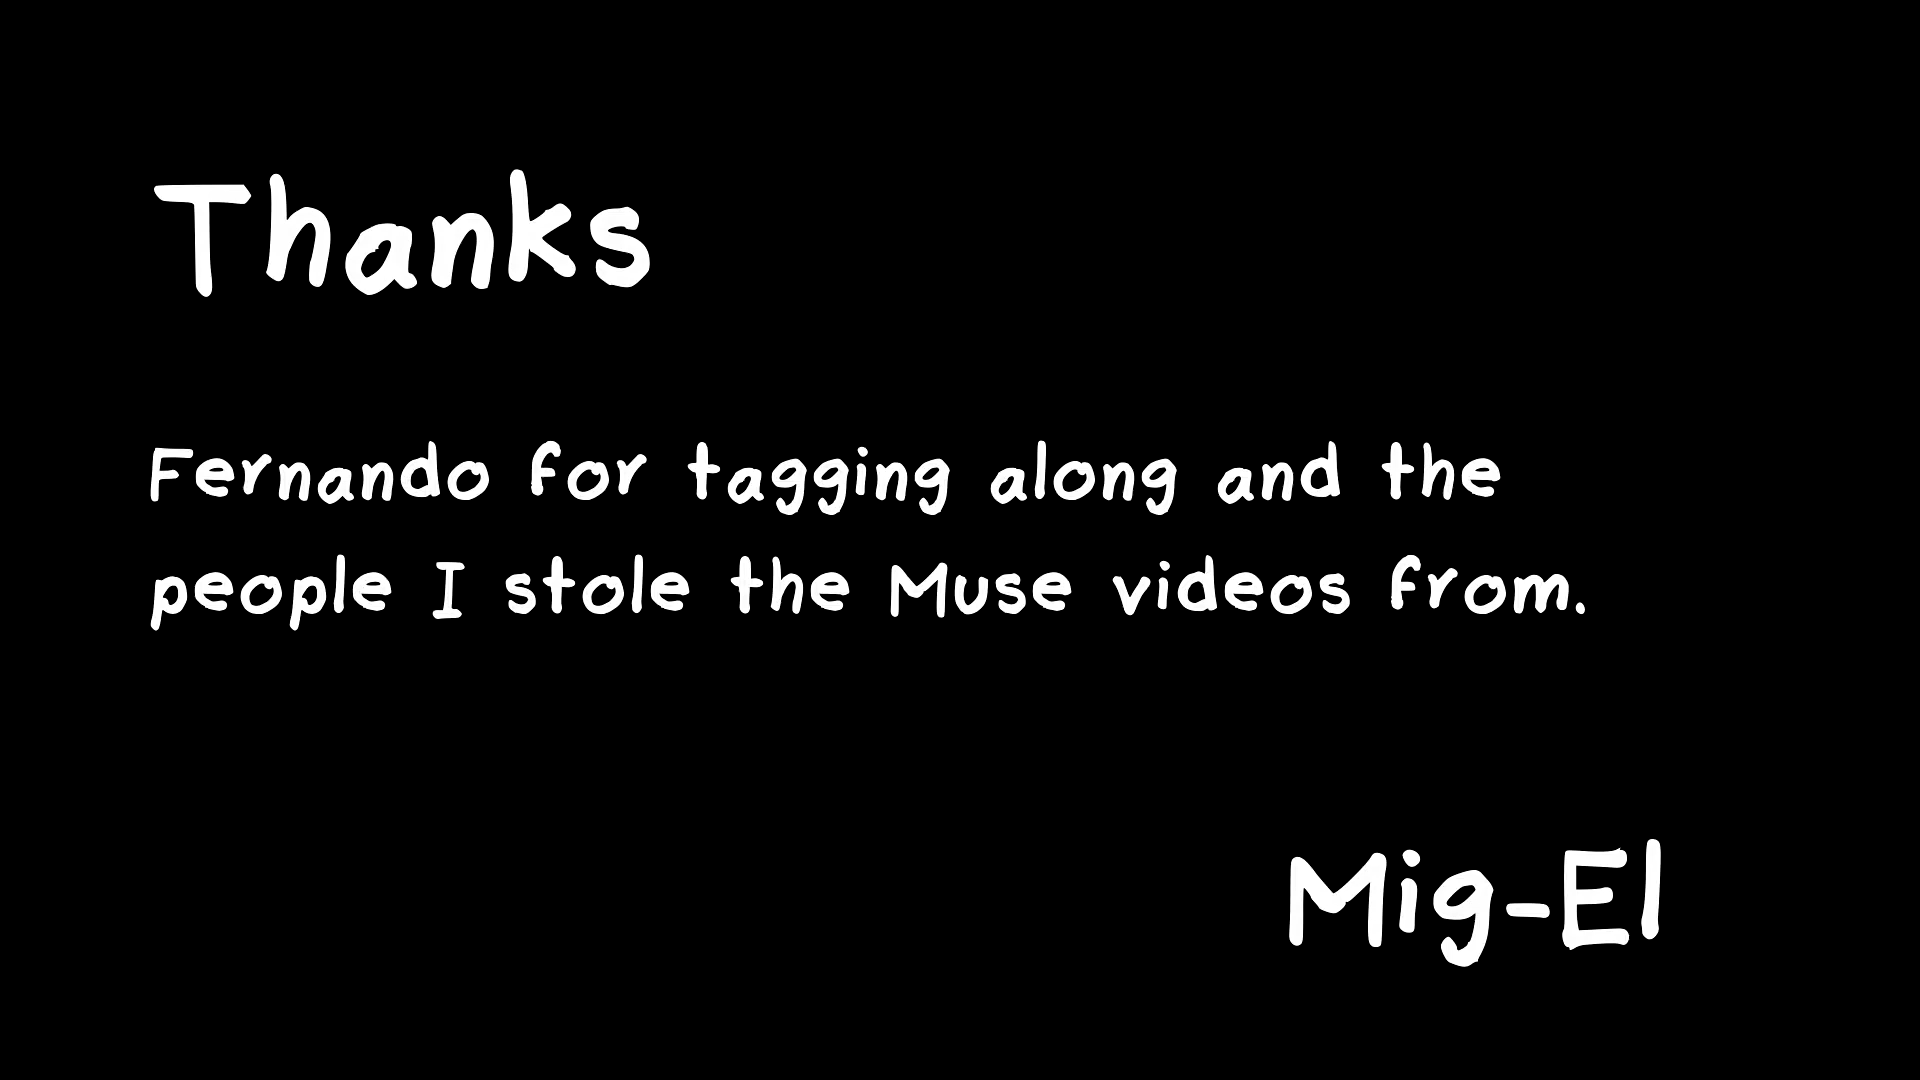 Thanks
Fernando for tagging along and the
people I stole the Muse videos from.
Mig-El